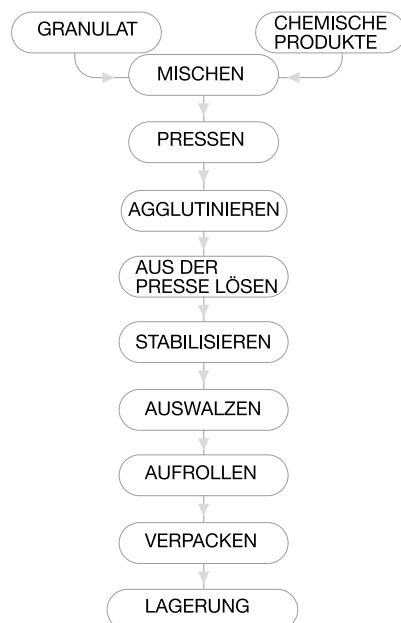 GRANULAT
CHEMISCHE
PRODUKTE
MISCHEN
PRESSEN
AGGLUTINIEREN
AUS DER
PRESSE LÖSEN
STABILISIEREN
AUSWALZEN
AUFROLLEN
VERPACKEN
LAGERUNG